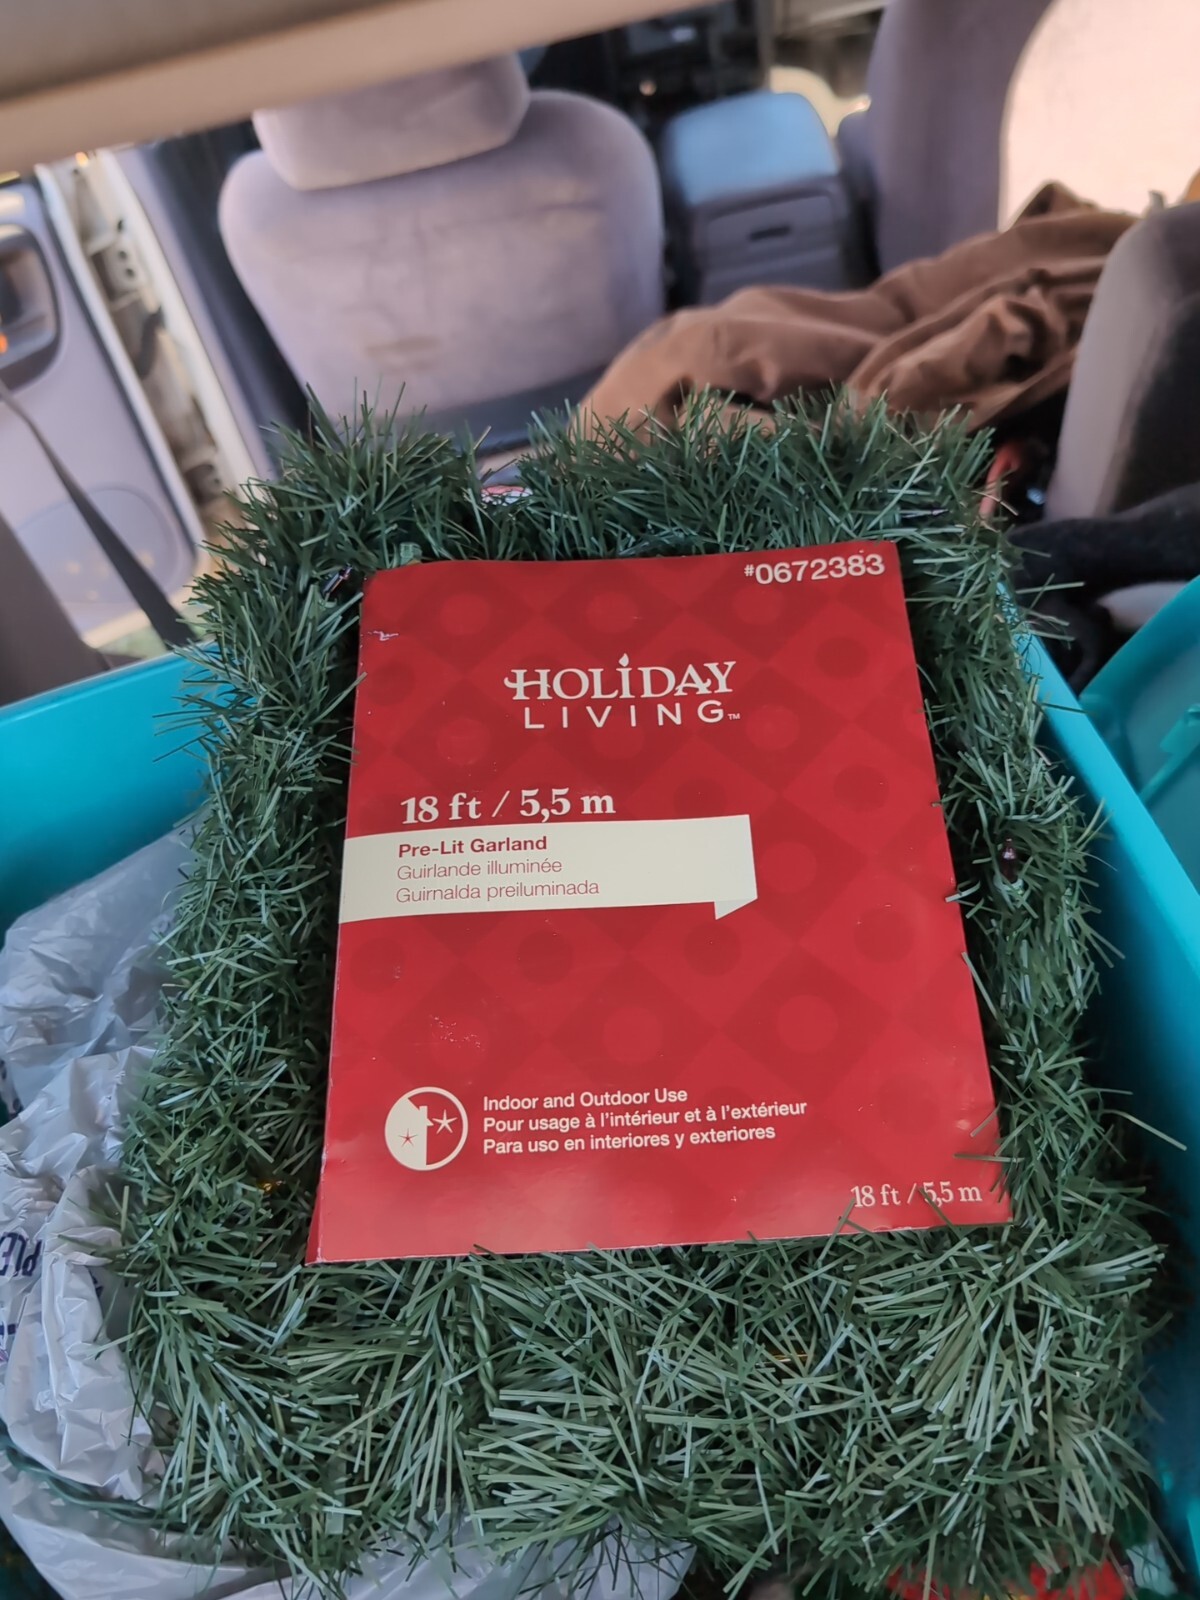 #0672383
HOLiDAY
LIVING™
18 ft / 5,5 m
Pre-Lit Garland
Guirlande illuminée
Guirnalda preiluminada
Indoor and Outdoor Use
Pour usage à l'intérieur et à l'extérieur
Para uso en interiores y exteriores
18 ft / 5,5 m